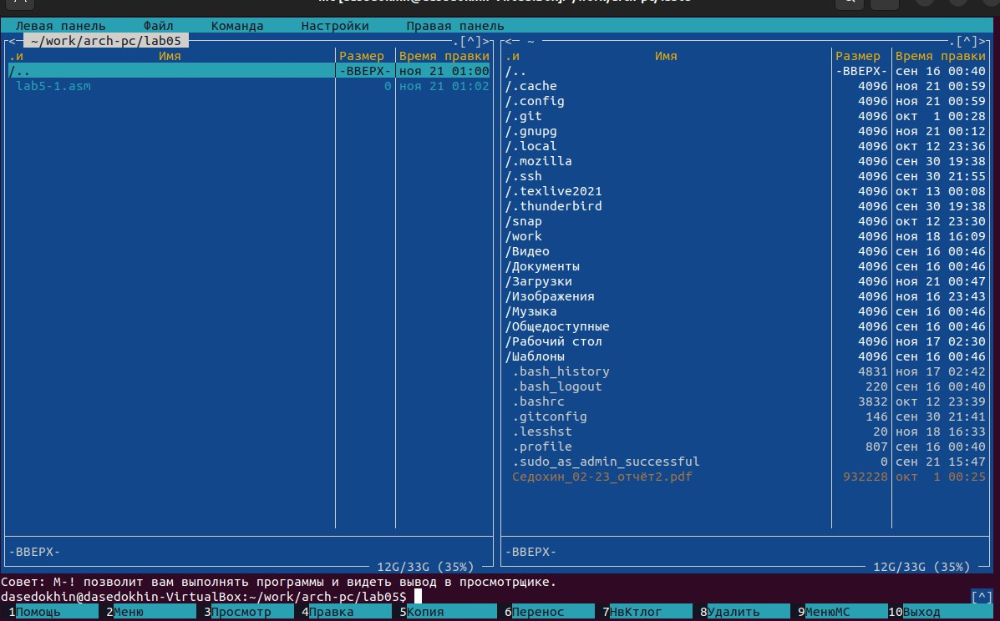 Левая панель Файл Команда Настройки Правая панель
<- ~/work/arch-pc/lab05 .[^]>
.и Имя Размер Время правки
/.. -ВВЕРХ- ноя 21 01:00
lab5-1.asm 0 ноя 21 01:02
-ВВЕРХ-
12G/33G (35%)
<- ~ .[^]>
.и Имя Размер Время правки
/.. -ВВЕРХ- сен 16 00:40
/.cache 4096 ноя 21 00:59
/.config 4096 ноя 21 00:59
/.git 4096 окт 1 00:28
/.gnupg 4096 ноя 21 00:12
/.local 4096 окт 12 23:36
/.mozilla 4096 сен 30 19:38
/.ssh 4096 сен 30 21:55
/.texlive2021 4096 окт 13 00:08
/.thunderbird 4096 сен 30 19:38
/snap 4096 окт 12 23:30
/work 4096 ноя 18 16:09
/Видео 4096 сен 16 00:46
/Документы 4096 сен 16 00:46
/Загрузки 4096 ноя 21 00:47
/Изображения 4096 ноя 16 23:43
/Музыка 4096 сен 16 00:46
/Общедоступные 4096 сен 16 00:46
/Рабочий стол 4096 ноя 17 02:30
/Шаблоны 4096 сен 16 00:46
.bash_history 4831 ноя 17 02:42
.bash_logout 220 сен 16 00:40
.bashrc 3832 окт 12 23:39
.gitconfig 146 сен 30 21:41
.lesshst 20 ноя 18 16:33
.profile 807 сен 16 00:40
.sudo_as_admin_successful 0 сен 21 15:47
Седохин_02-23_отчёт2.pdf 932228 окт 1 00:25
-ВВЕРХ-
12G/33G (35%)
Совет: M-! позволит вам выполнять программы и видеть вывод в просмотрщике.
dasedokhin@dasedokhin-VirtualBox:~/work/arch-pc/lab05$ [^]
1Помощь 2Меню 3Просмотр 4Правка 5Копия 6Перенос 7НвКтлог 8Удалить 9МенюMC 10Выход